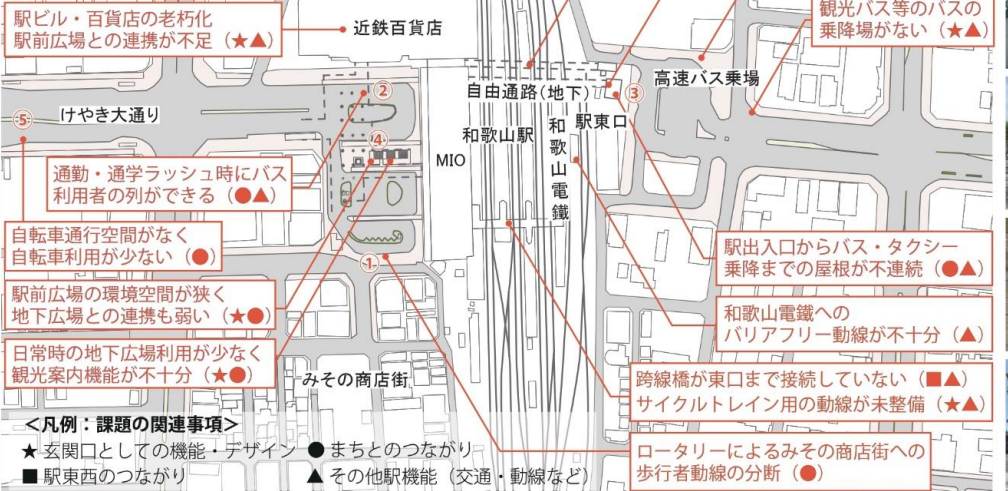 駅ビル・百貨店の老朽化
駅前広場との連携が不足（★▲）
近鉄百貨店
観光バス等のバスの
乗降場がない（★▲）
高速バス乗場
自由通路(地下)
②
③
⑤
けやき大通り
④
和歌山駅
駅東口
MIO
和歌山電鐵
通勤・通学ラッシュ時にバス
利用者の列ができる（●▲）
自転車通行空間がなく
自転車利用が少ない（●）
①
駅出入口からバス・タクシー
乗降までの屋根が不連続（●▲）
駅前広場の環境空間が狭く
地下広場との連携も弱い（★●）
和歌山電鐵への
バリアフリー動線が不十分（▲）
日常時の地下広場利用が少なく
観光案内機能が不十分（★●）
みその商店街
跨線橋が東口まで接続していない（■▲）
サイクルトレイン用の動線が未整備（★▲）
＜凡例：課題の関連事項＞
★玄関口としての機能・デザイン ●まちとのつながり
■駅東西のつながり ▲その他駅機能（交通・動線など）
ロータリーによるみその商店街への
歩行者動線の分断（●）